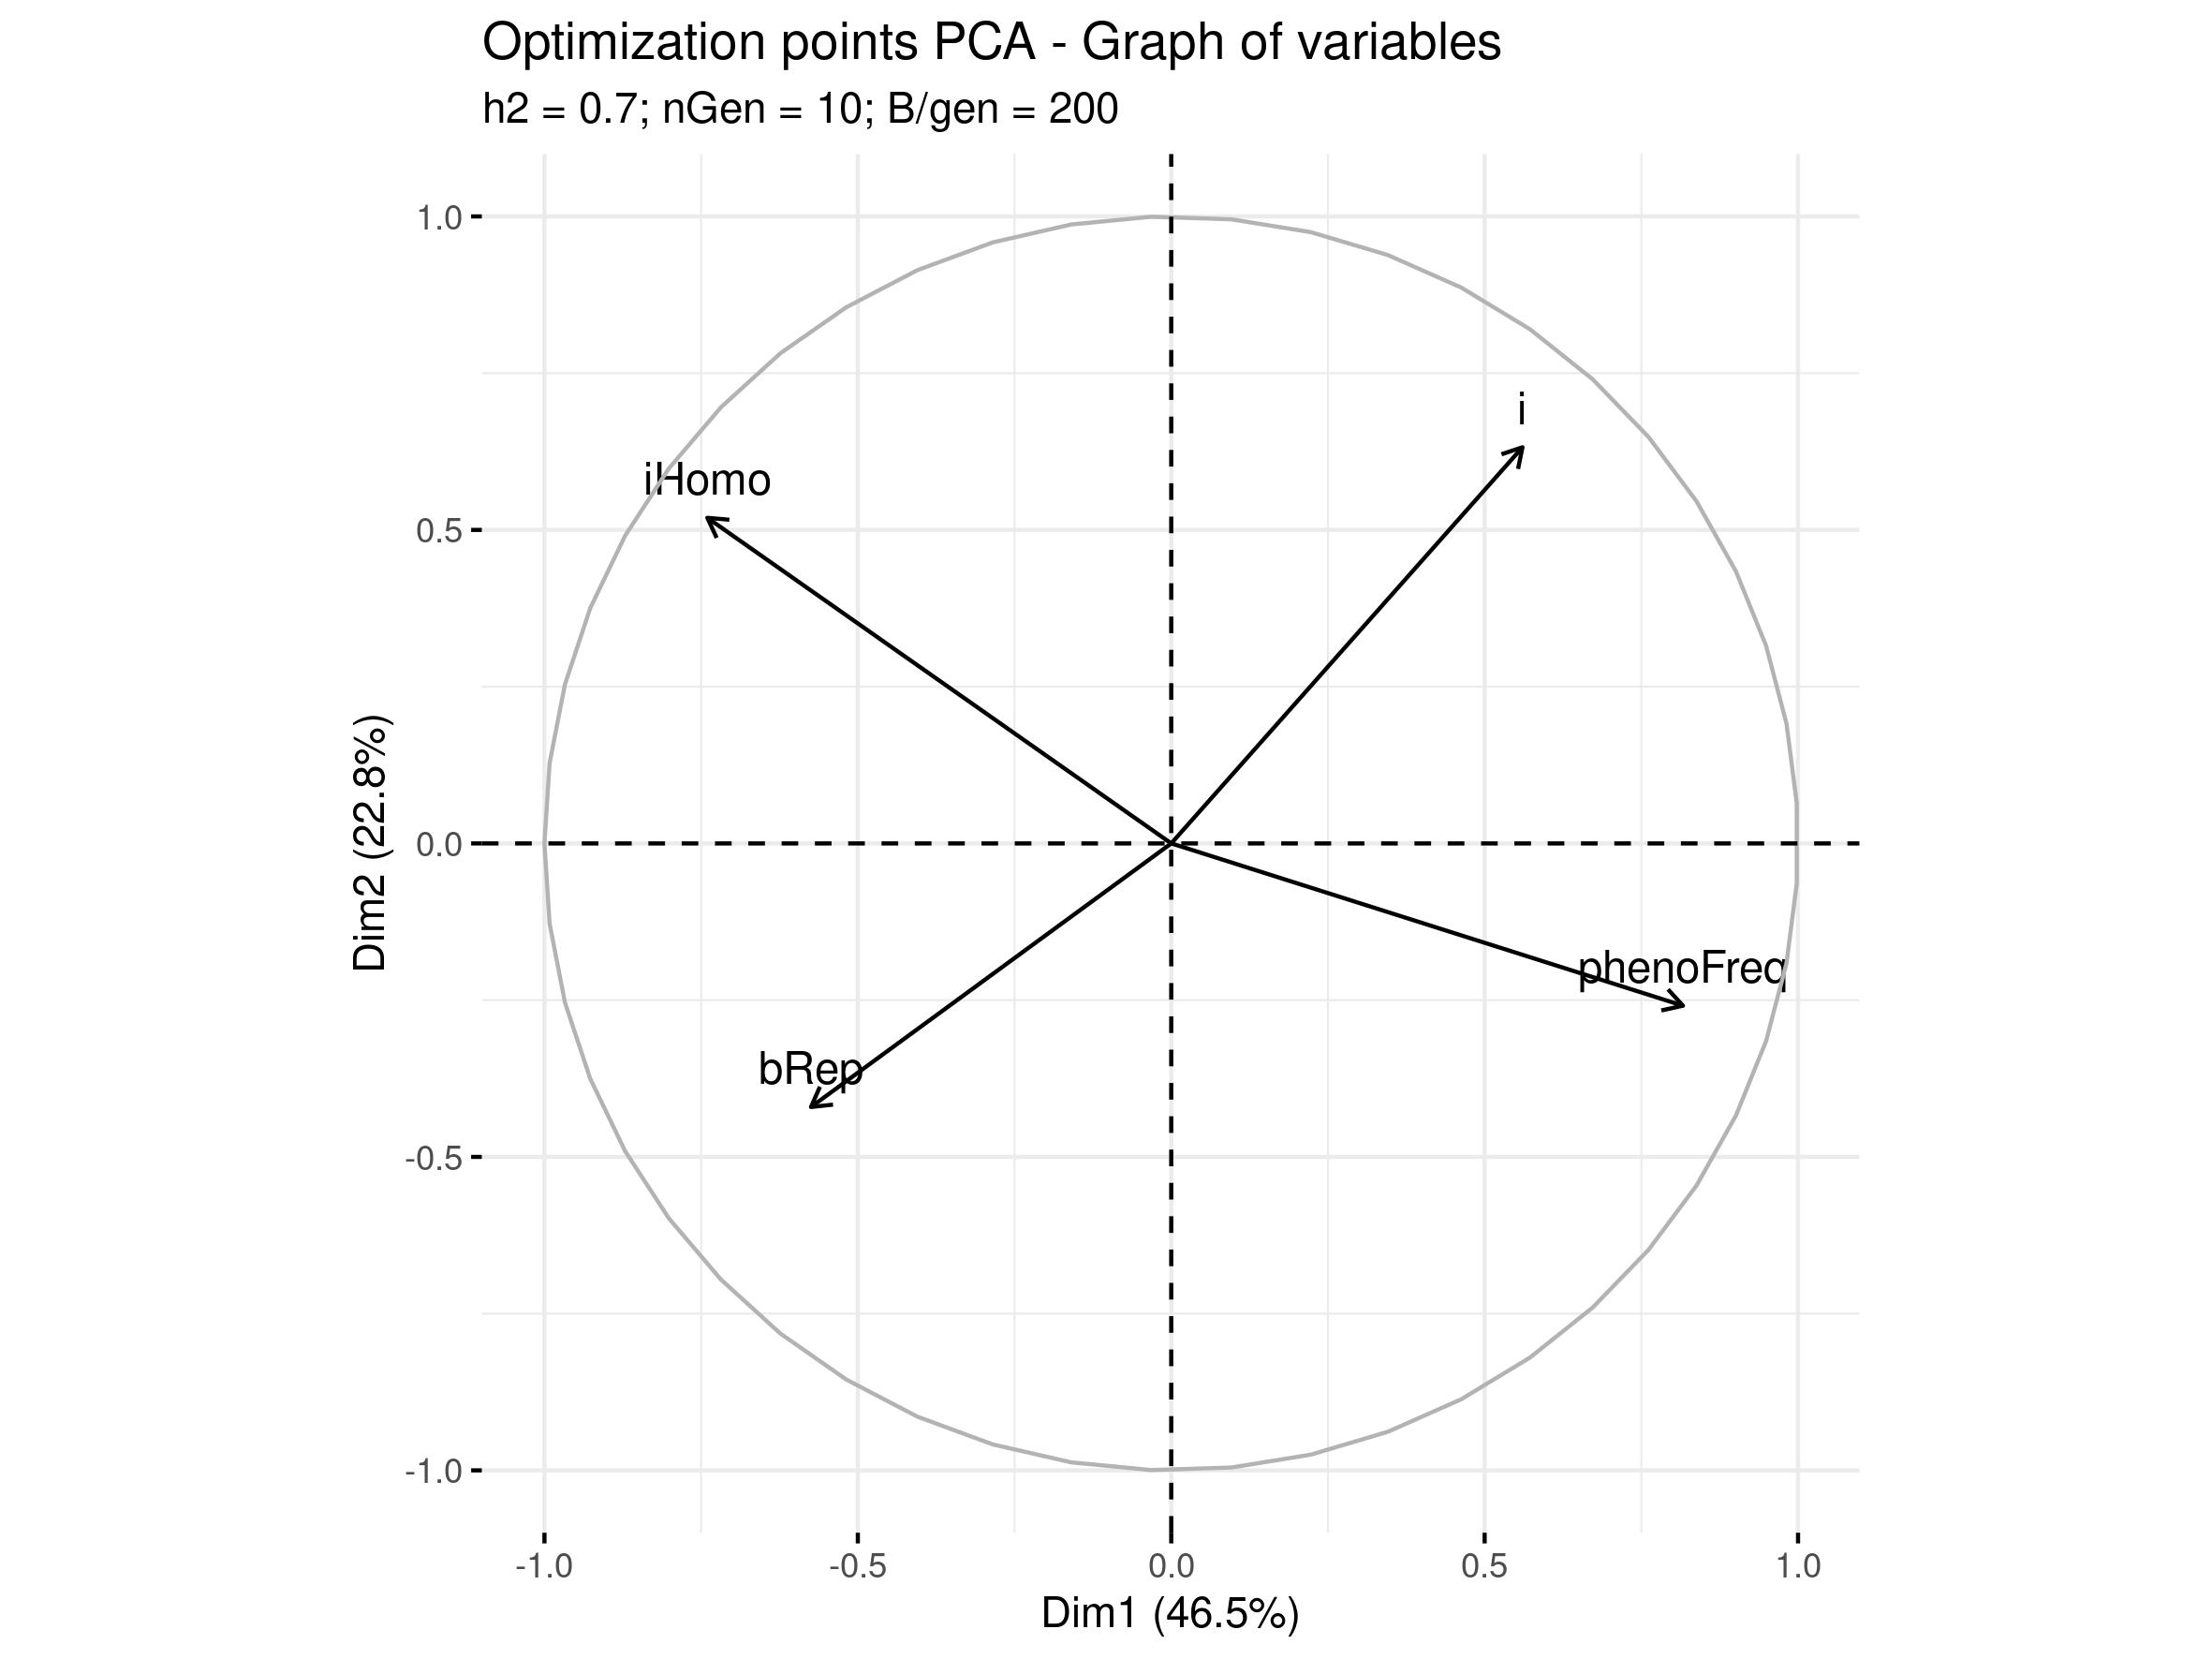 Optimization points PCA - Graph of variables
h2 = 0.7; nGen = 10; B/gen = 200
1.0
0.5
0.0
-0.5
-1.0
Dim2 (22.8%)
i
iHomo
phenoFreq
bRep
-1.0
-0.5
0.0
0.5
1.0
Dim1 (46.5%)